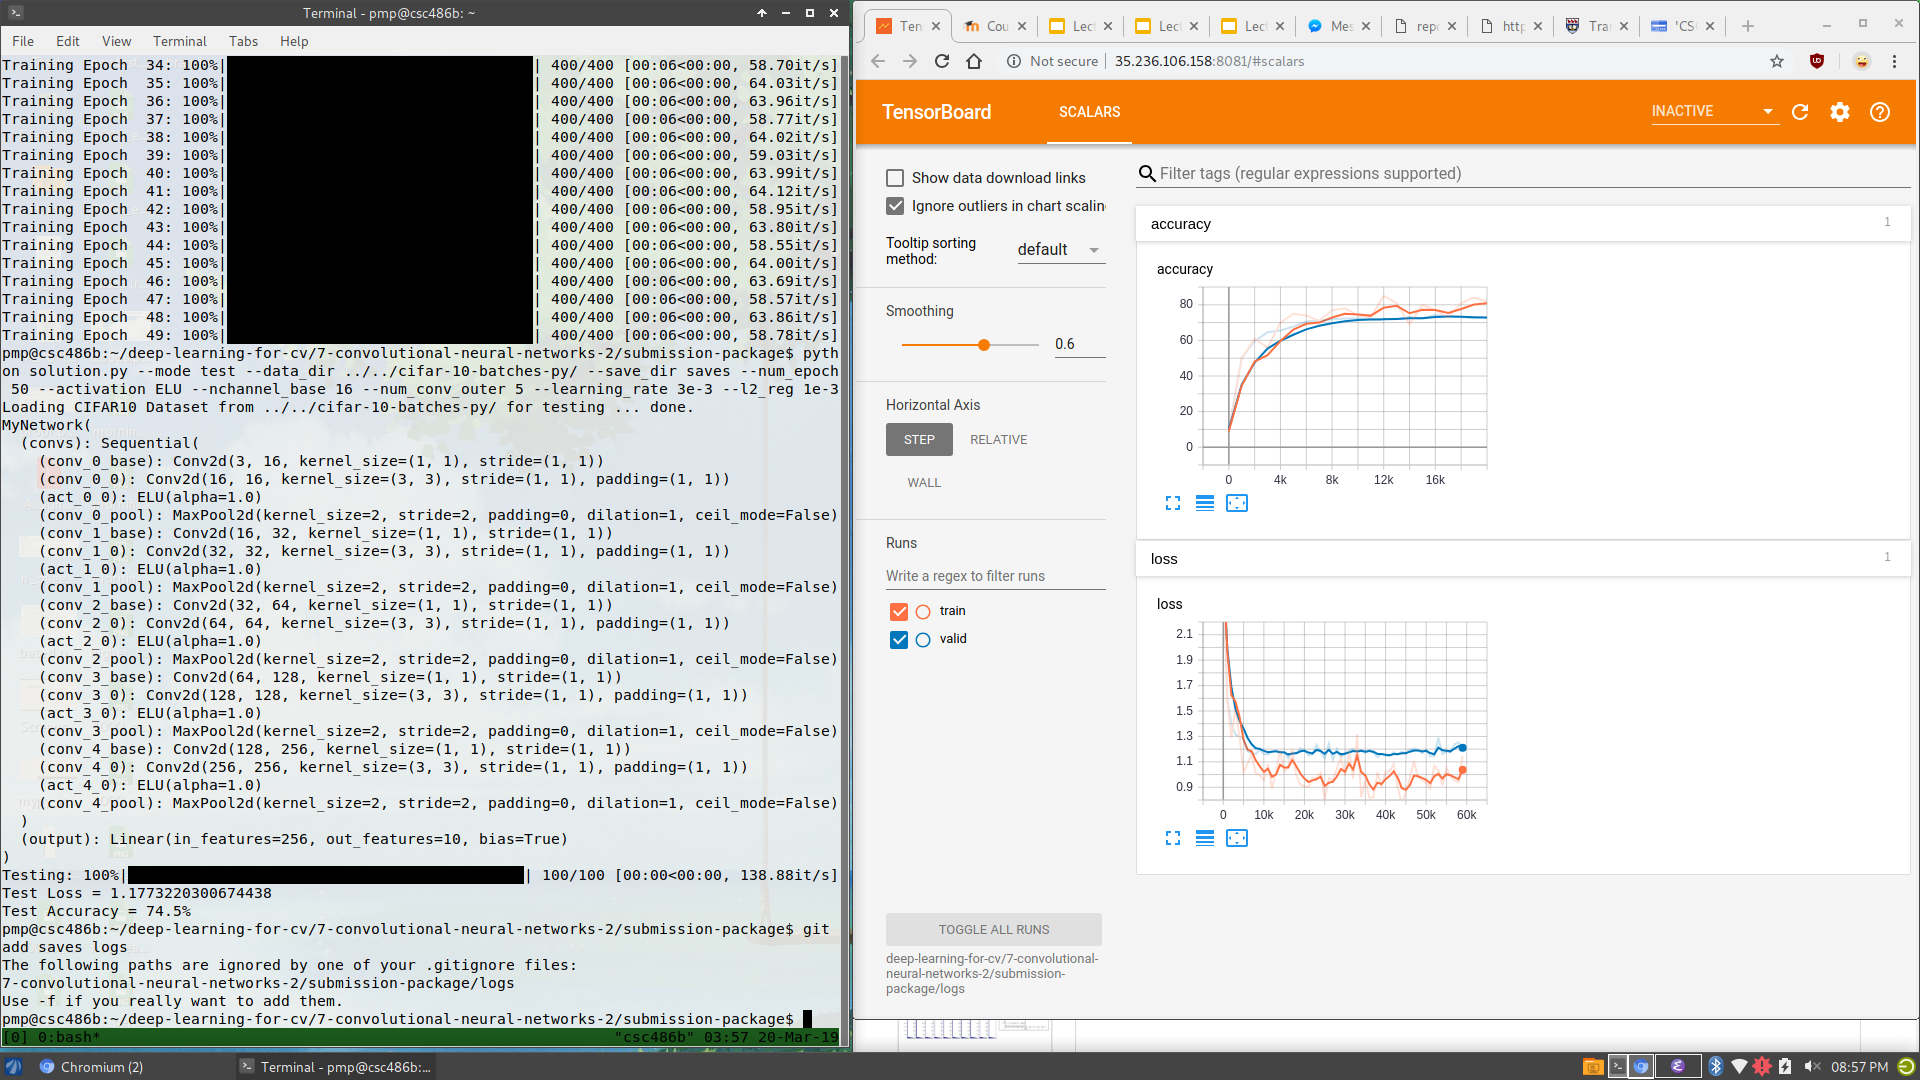 Terminal - pmp@csc486b: ~
File Edit View Terminal Tabs Help
Training Epoch  34: 100%| | 400/400 [00:06<00:00, 58.70it/s]
Training Epoch  35: 100%| | 400/400 [00:06<00:00, 64.03it/s]
Training Epoch  36: 100%| | 400/400 [00:06<00:00, 63.96it/s]
Training Epoch  37: 100%| | 400/400 [00:06<00:00, 58.77it/s]
Training Epoch  38: 100%| | 400/400 [00:06<00:00, 64.02it/s]
Training Epoch  39: 100%| | 400/400 [00:06<00:00, 59.03it/s]
Training Epoch  40: 100%| | 400/400 [00:06<00:00, 63.99it/s]
Training Epoch  41: 100%| | 400/400 [00:06<00:00, 64.12it/s]
Training Epoch  42: 100%| | 400/400 [00:06<00:00, 58.95it/s]
Training Epoch  43: 100%| | 400/400 [00:06<00:00, 63.80it/s]
Training Epoch  44: 100%| | 400/400 [00:06<00:00, 58.55it/s]
Training Epoch  45: 100%| | 400/400 [00:06<00:00, 64.00it/s]
Training Epoch  46: 100%| | 400/400 [00:06<00:00, 63.69it/s]
Training Epoch  47: 100%| | 400/400 [00:06<00:00, 58.57it/s]
Training Epoch  48: 100%| | 400/400 [00:06<00:00, 63.86it/s]
Training Epoch  49: 100%| | 400/400 [00:06<00:00, 58.78it/s]
pmp@csc486b:~/deep-learning-for-cv/7-convolutional-neural-networks-2/submission-package$ pyth
on solution.py --mode test --data_dir ../../cifar-10-batches-py/ --save_dir saves --num_epoch
 50 --activation ELU --nchannel_base 16 --num_conv_outer 5 --learning_rate 3e-3 --l2_reg 1e-3
Loading CIFAR10 Dataset from ../../cifar-10-batches-py/ for testing ... done.
MyNetwork(
  (convs): Sequential(
    (conv_0_base): Conv2d(3, 16, kernel_size=(1, 1), stride=(1, 1))
    (conv_0_0): Conv2d(16, 16, kernel_size=(3, 3), stride=(1, 1), padding=(1, 1))
    (act_0_0): ELU(alpha=1.0)
    (conv_0_pool): MaxPool2d(kernel_size=2, stride=2, padding=0, dilation=1, ceil_mode=False)
    (conv_1_base): Conv2d(16, 32, kernel_size=(1, 1), stride=(1, 1))
    (conv_1_0): Conv2d(32, 32, kernel_size=(3, 3), stride=(1, 1), padding=(1, 1))
    (act_1_0): ELU(alpha=1.0)
    (conv_1_pool): MaxPool2d(kernel_size=2, stride=2, padding=0, dilation=1, ceil_mode=False)
    (conv_2_base): Conv2d(32, 64, kernel_size=(1, 1), stride=(1, 1))
    (conv_2_0): Conv2d(64, 64, kernel_size=(3, 3), stride=(1, 1), padding=(1, 1))
    (act_2_0): ELU(alpha=1.0)
    (conv_2_pool): MaxPool2d(kernel_size=2, stride=2, padding=0, dilation=1, ceil_mode=False)
    (conv_3_base): Conv2d(64, 128, kernel_size=(1, 1), stride=(1, 1))
    (conv_3_0): Conv2d(128, 128, kernel_size=(3, 3), stride=(1, 1), padding=(1, 1))
    (act_3_0): ELU(alpha=1.0)
    (conv_3_pool): MaxPool2d(kernel_size=2, stride=2, padding=0, dilation=1, ceil_mode=False)
    (conv_4_base): Conv2d(128, 256, kernel_size=(1, 1), stride=(1, 1))
    (conv_4_0): Conv2d(256, 256, kernel_size=(3, 3), stride=(1, 1), padding=(1, 1))
    (act_4_0): ELU(alpha=1.0)
    (conv_4_pool): MaxPool2d(kernel_size=2, stride=2, padding=0, dilation=1, ceil_mode=False)
  )
  (output): Linear(in_features=256, out_features=10, bias=True)
)
Testing: 100%| | 100/100 [00:00<00:00, 138.88it/s]
Test Loss = 1.1773220300674438
Test Accuracy = 74.5%
pmp@csc486b:~/deep-learning-for-cv/7-convolutional-neural-networks-2/submission-package$ git
add saves logs
The following paths are ignored by one of your .gitignore files:
7-convolutional-neural-networks-2/submission-package/logs
Use -f if you really want to add them.
pmp@csc486b:~/deep-learning-for-cv/7-convolutional-neural-networks-2/submission-package$
[0] 0:bash* "csc486b" 03:57 20-Mar-19
Ten Cou Lect Lect Lect Mes repo http Tra 'CS
Not secure | 35.236.106.158:8081/#scalars
TensorBoard SCALARS INACTIVE
Show data download links
Ignore outliers in chart scalin
Tooltip sorting
method: default
Smoothing
0.6
Horizontal Axis
STEP RELATIVE
WALL
Runs
Write a regex to filter runs
train
valid
TOGGLE ALL RUNS
deep-learning-for-cv/7-convolutional-
neural-networks-2/submission-
package/logs
Filter tags (regular expressions supported)
accuracy 1
accuracy
80
60
40
20
0
0 4k 8k 12k 16k
loss 1
loss
2.1
1.9
1.7
1.5
1.3
1.1
0.9
0 10k 20k 30k 40k 50k 60k
Chromium (2) Terminal - pmp@csc486b:... 08:57 PM